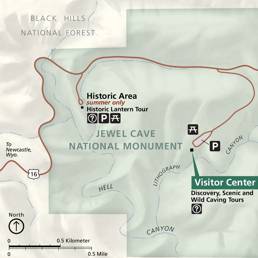 BLACK HILLS
NATIONAL FOREST
Historic Area
summer only
Historic Lantern Tour
? P
JEWEL CAVE
NATIONAL MONUMENT
P
To
Newcastle,
Wyo.
16
HELL
CANYON
LITHOGRAPH
CANYON
Visitor Center
Discovery, Scenic and
Wild Caving Tours
?
North
0 0.5 Kilometer
0 0.5 Mile